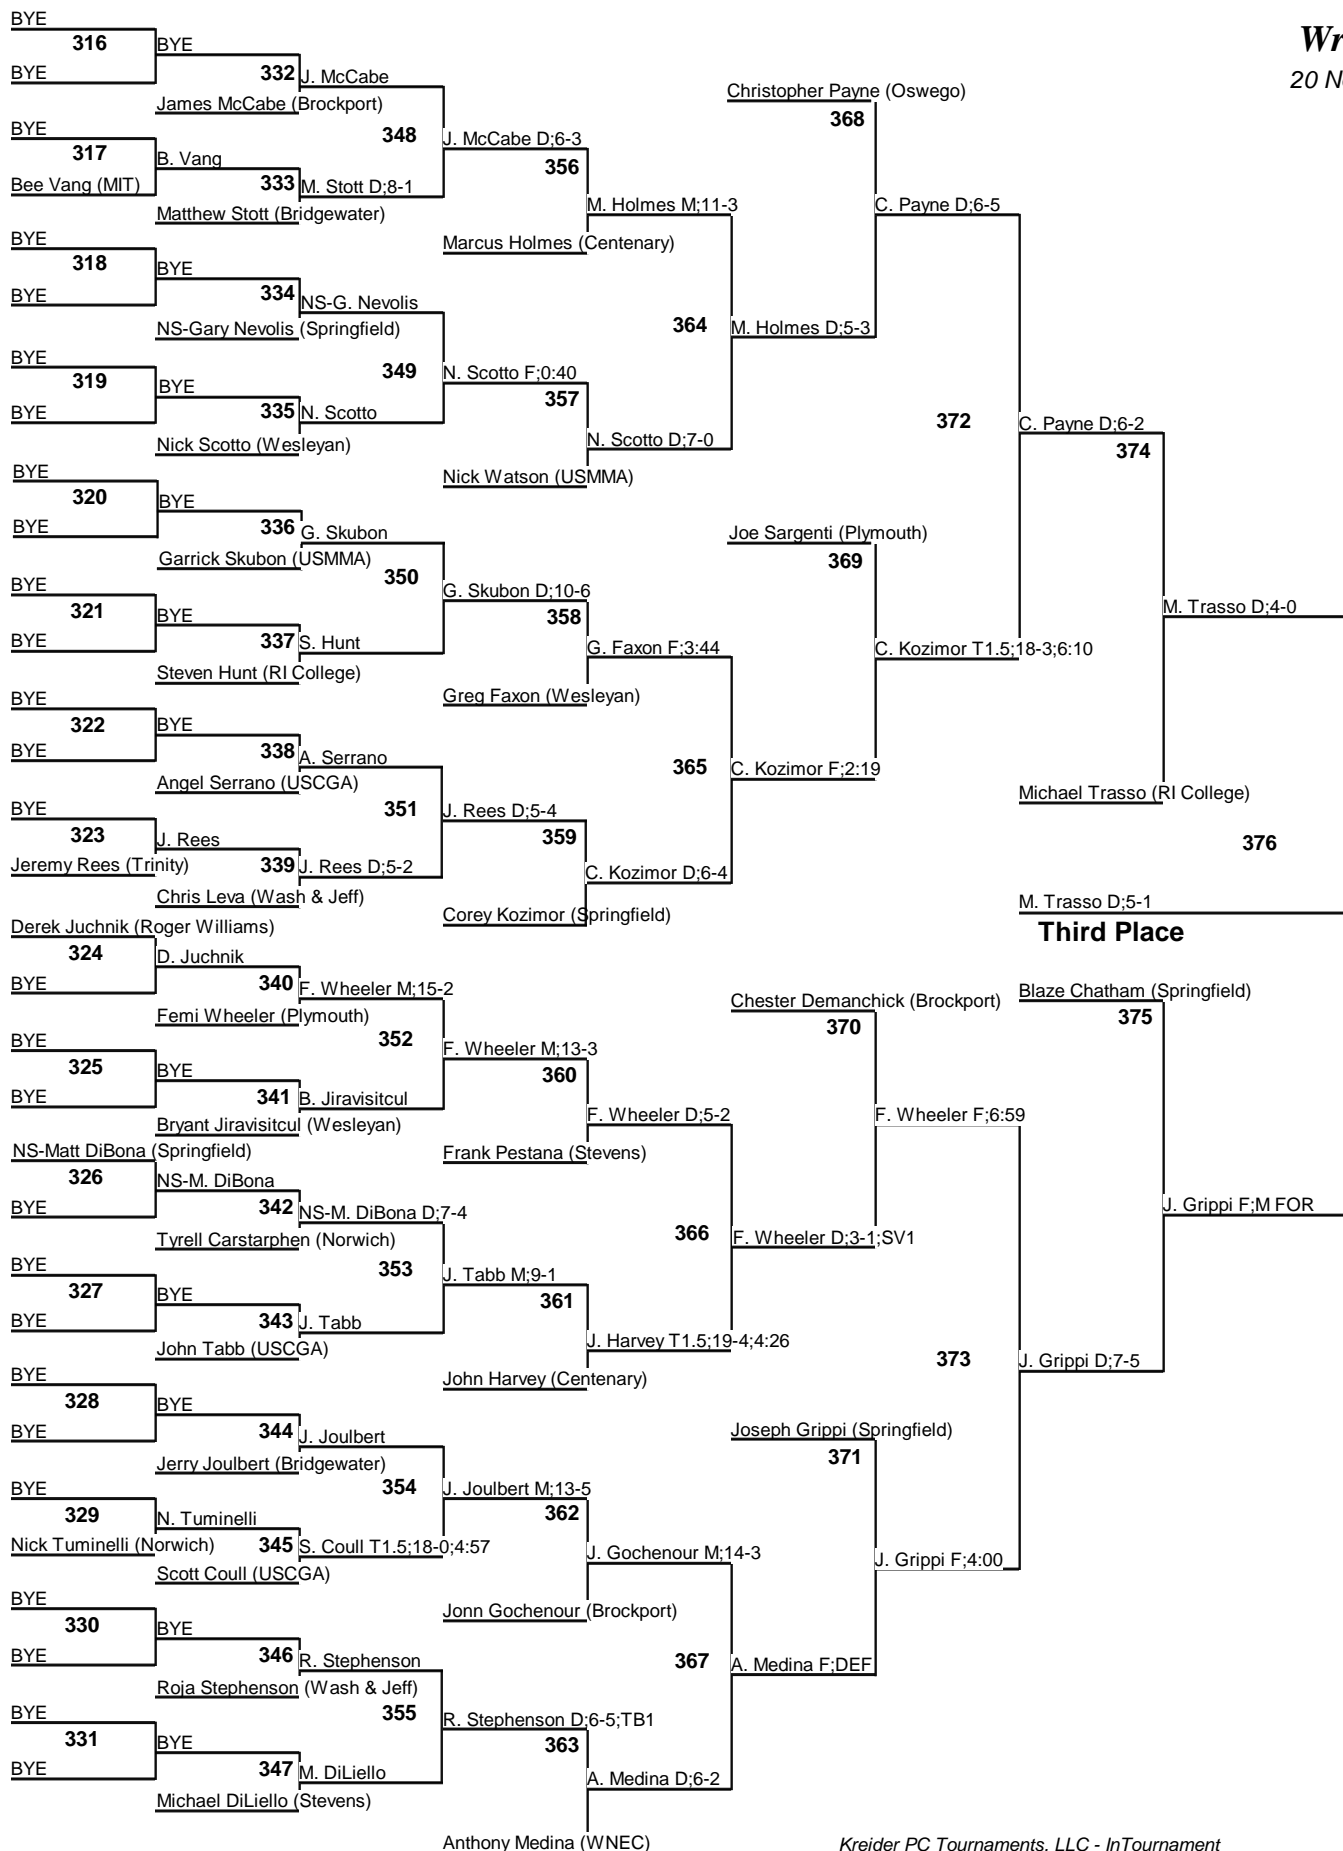 BYE
Wr
316
BYE
BYE
332
J. McCabe
20 N
James McCabe (Brockport)
Christopher Payne (Oswego)
368
BYE
348
J. McCabe D;6-3
317
B. Vang
356
Bee Vang (MIT)
333
M. Stott D;8-1
Matthew Stott (Bridgewater)
M. Holmes M;11-3
C. Payne D;6-5
BYE
Marcus Holmes (Centenary)
318
BYE
BYE
334
NS-G. Nevolis
NS-Gary Nevolis (Springfield)
364
M. Holmes D;5-3
BYE
349
N. Scotto F;0:40
319
BYE
357
BYE
335
N. Scotto
372
C. Payne D;6-2
Nick Scotto (Wesleyan)
N. Scotto D;7-0
374
BYE
Nick Watson (USMMA)
320
BYE
BYE
336
G. Skubon
Joe Sargenti (Plymouth)
Garrick Skubon (USMMA)
369
BYE
350
G. Skubon D;10-6
321
BYE
358
M. Trasso D;4-0
BYE
337
S. Hunt
G. Faxon F;3:44
C. Kozimor T1.5;18-3;6:10
Steven Hunt (RI College)
Greg Faxon (Wesleyan)
BYE
322
BYE
BYE
338
A. Serrano
365
C. Kozimor F;2:19
Angel Serrano (USCGA)
Michael Trasso (RI College)
BYE
351
J. Rees D;5-4
323
J. Rees
359
376
Jeremy Rees (Trinity)
339
J. Rees D;5-2
C. Kozimor D;6-4
Chris Leva (Wash & Jeff)
M. Trasso D;5-1
Corey Kozimor (Springfield)
Third Place
Derek Juchnik (Roger Williams)
324
D. Juchnik
BYE
340
F. Wheeler M;15-2
Chester Demanchick (Brockport)
Blaze Chatham (Springfield)
Femi Wheeler (Plymouth)
370
375
BYE
352
F. Wheeler M;13-3
325
BYE
360
BYE
341
B. Jiravisitcul
F. Wheeler D;5-2
F. Wheeler F;6:59
Bryant Jiravisitcul (Wesleyan)
Frank Pestana (Stevens)
NS-Matt DiBona (Springfield)
326
NS-M. DiBona
BYE
342
NS-M. DiBona D;7-4
J. Grippi F;M FOR
Tyrell Carstarphen (Norwich)
366
F. Wheeler D;3-1;SV1
BYE
353
J. Tabb M;9-1
327
BYE
361
BYE
343
J. Tabb
J. Harvey T1.5;19-4;4:26
John Tabb (USCGA)
373
J. Grippi D;7-5
BYE
John Harvey (Centenary)
328
BYE
BYE
344
J. Joulbert
Joseph Grippi (Springfield)
Jerry Joulbert (Bridgewater)
371
BYE
354
J. Joulbert M;13-5
329
N. Tuminelli
362
Nick Tuminelli (Norwich)
345
S. Coull T1.5;18-0;4:57
J. Gochenour M;14-3
J. Grippi F;4:00
Scott Coull (USCGA)
BYE
Jonn Gochenour (Brockport)
330
BYE
BYE
346
R. Stephenson
367
A. Medina F;DEF
Roja Stephenson (Wash & Jeff)
BYE
355
R. Stephenson D;6-5;TB1
331
BYE
363
BYE
347
M. DiLiello
A. Medina D;6-2
Michael DiLiello (Stevens)
Anthony Medina (WNEC)
Kreider PC Tournaments, LLC - InTournament